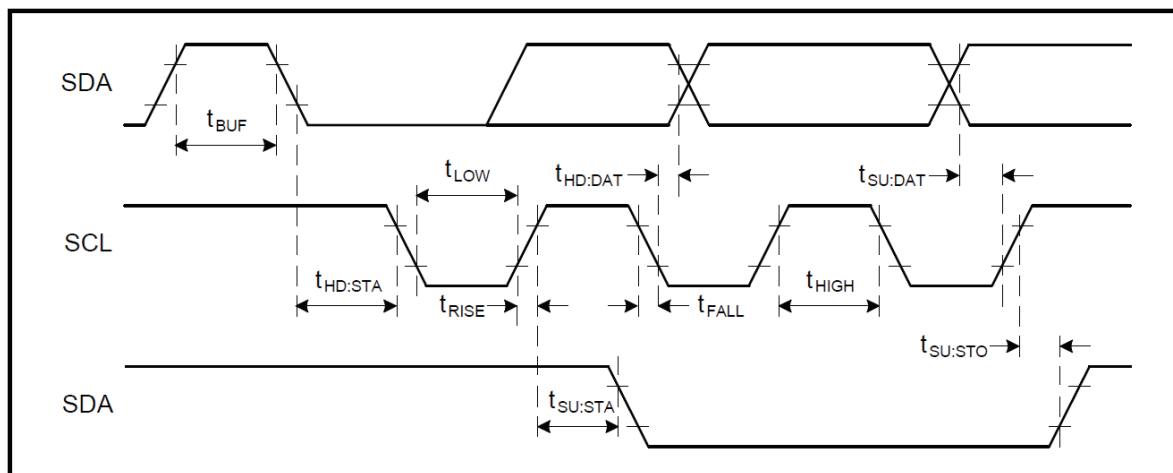 SDA
tBUF
tLOW
tHD:DAT
tSU:DAT
SCL
tHD:STA
tRISE
tFALL
tHIGH
tSU:STO
SDA
tSU:STA